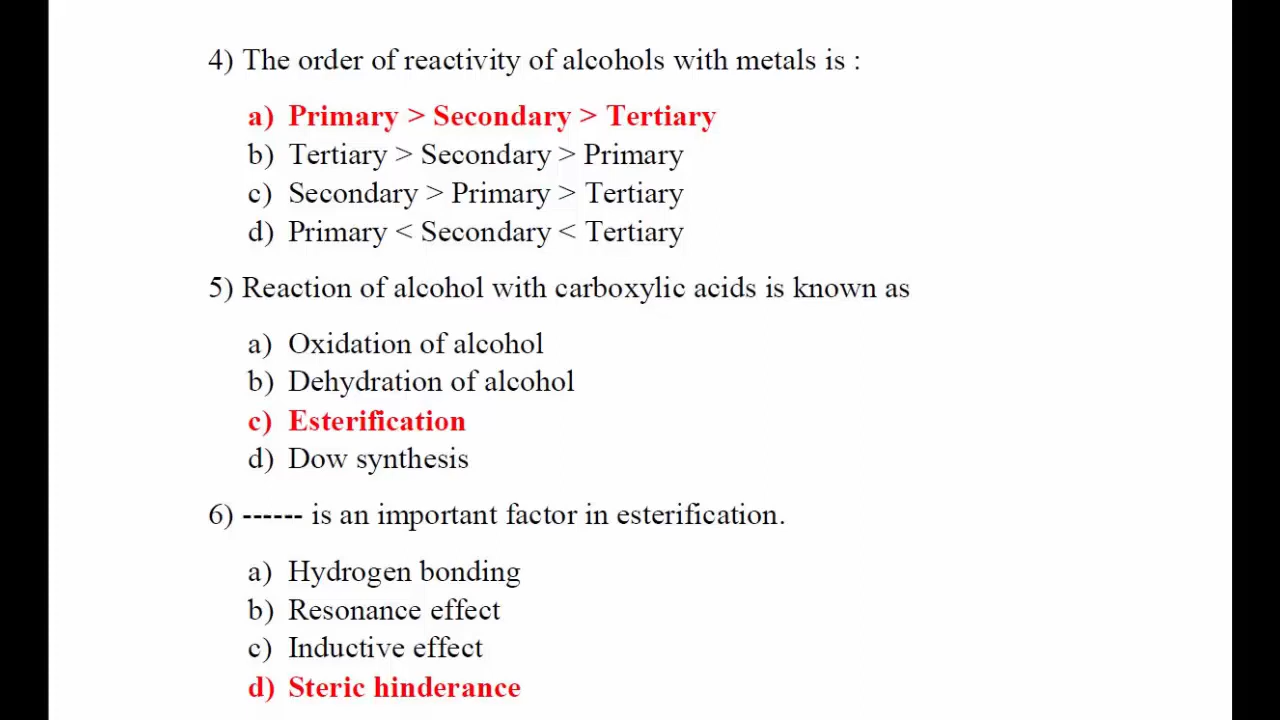 4) The order of reactivity of alcohols with metals is :
a) Primary > Secondary > Tertiary
b) Tertiary > Secondary > Primary
c) Secondary > Primary > Tertiary
d) Primary < Secondary < Tertiary
5) Reaction of alcohol with carboxylic acids is known as
a) Oxidation of alcohol
b) Dehydration of alcohol
c) Esterification
d) Dow synthesis
6) ------ is an important factor in esterification.
a) Hydrogen bonding
b) Resonance effect
c) Inductive effect
d) Steric hinderance